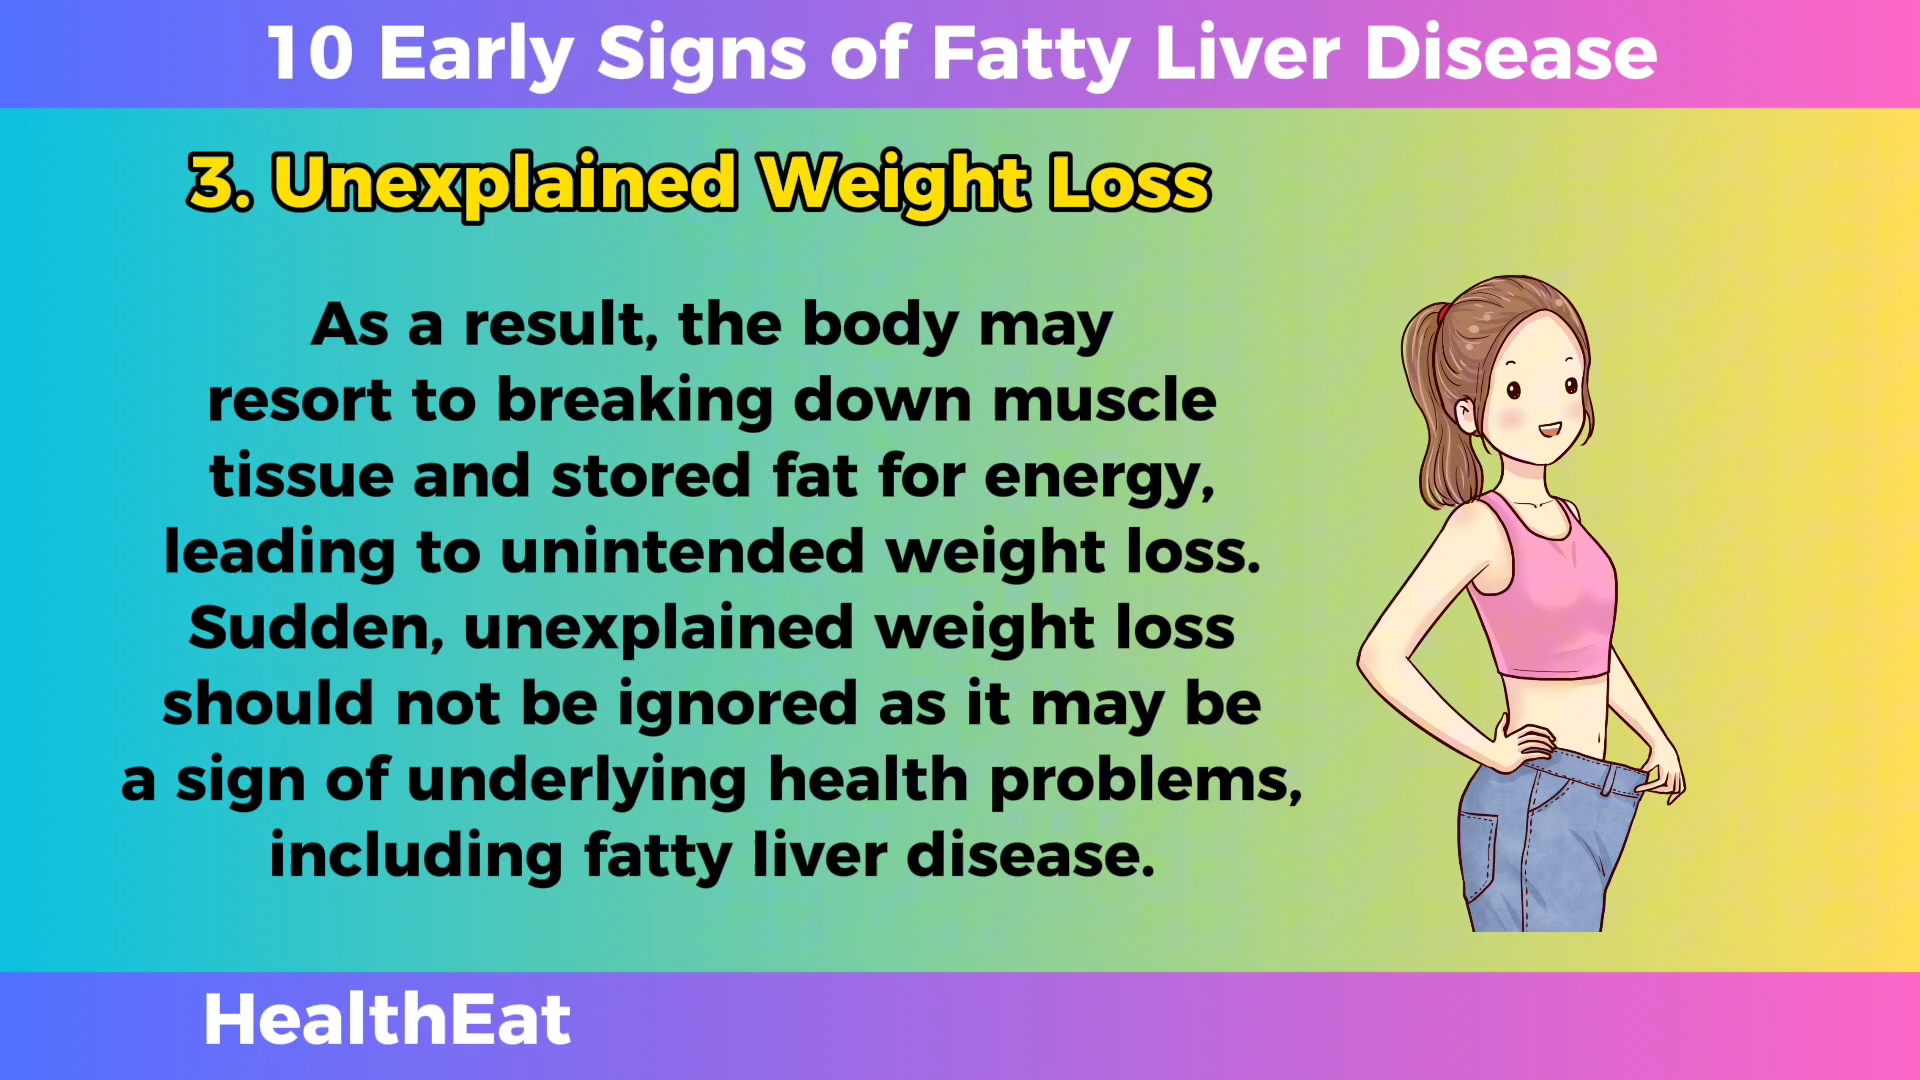 10 Early Signs of Fatty Liver Disease
3. Unexplained Weight Loss
As a result, the body may
resort to breaking down muscle
tissue and stored fat for energy,
leading to unintended weight loss.
Sudden, unexplained weight loss
should not be ignored as it may be
a sign of underlying health problems,
including fatty liver disease.
HealthEat